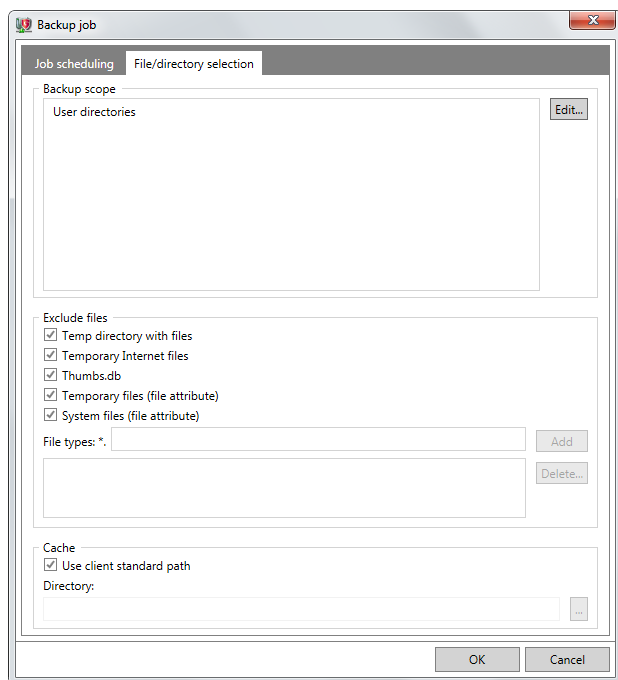 Backup job
Job scheduling File/directory selection
Backup scope
User directories
Edit...
Exclude files
Temp directory with files
Temporary Internet files
Thumbs.db
Temporary files (file attribute)
System files (file attribute)
File types: *.
Add
Delete...
Cache
Use client standard path
Directory:
...
OK Cancel